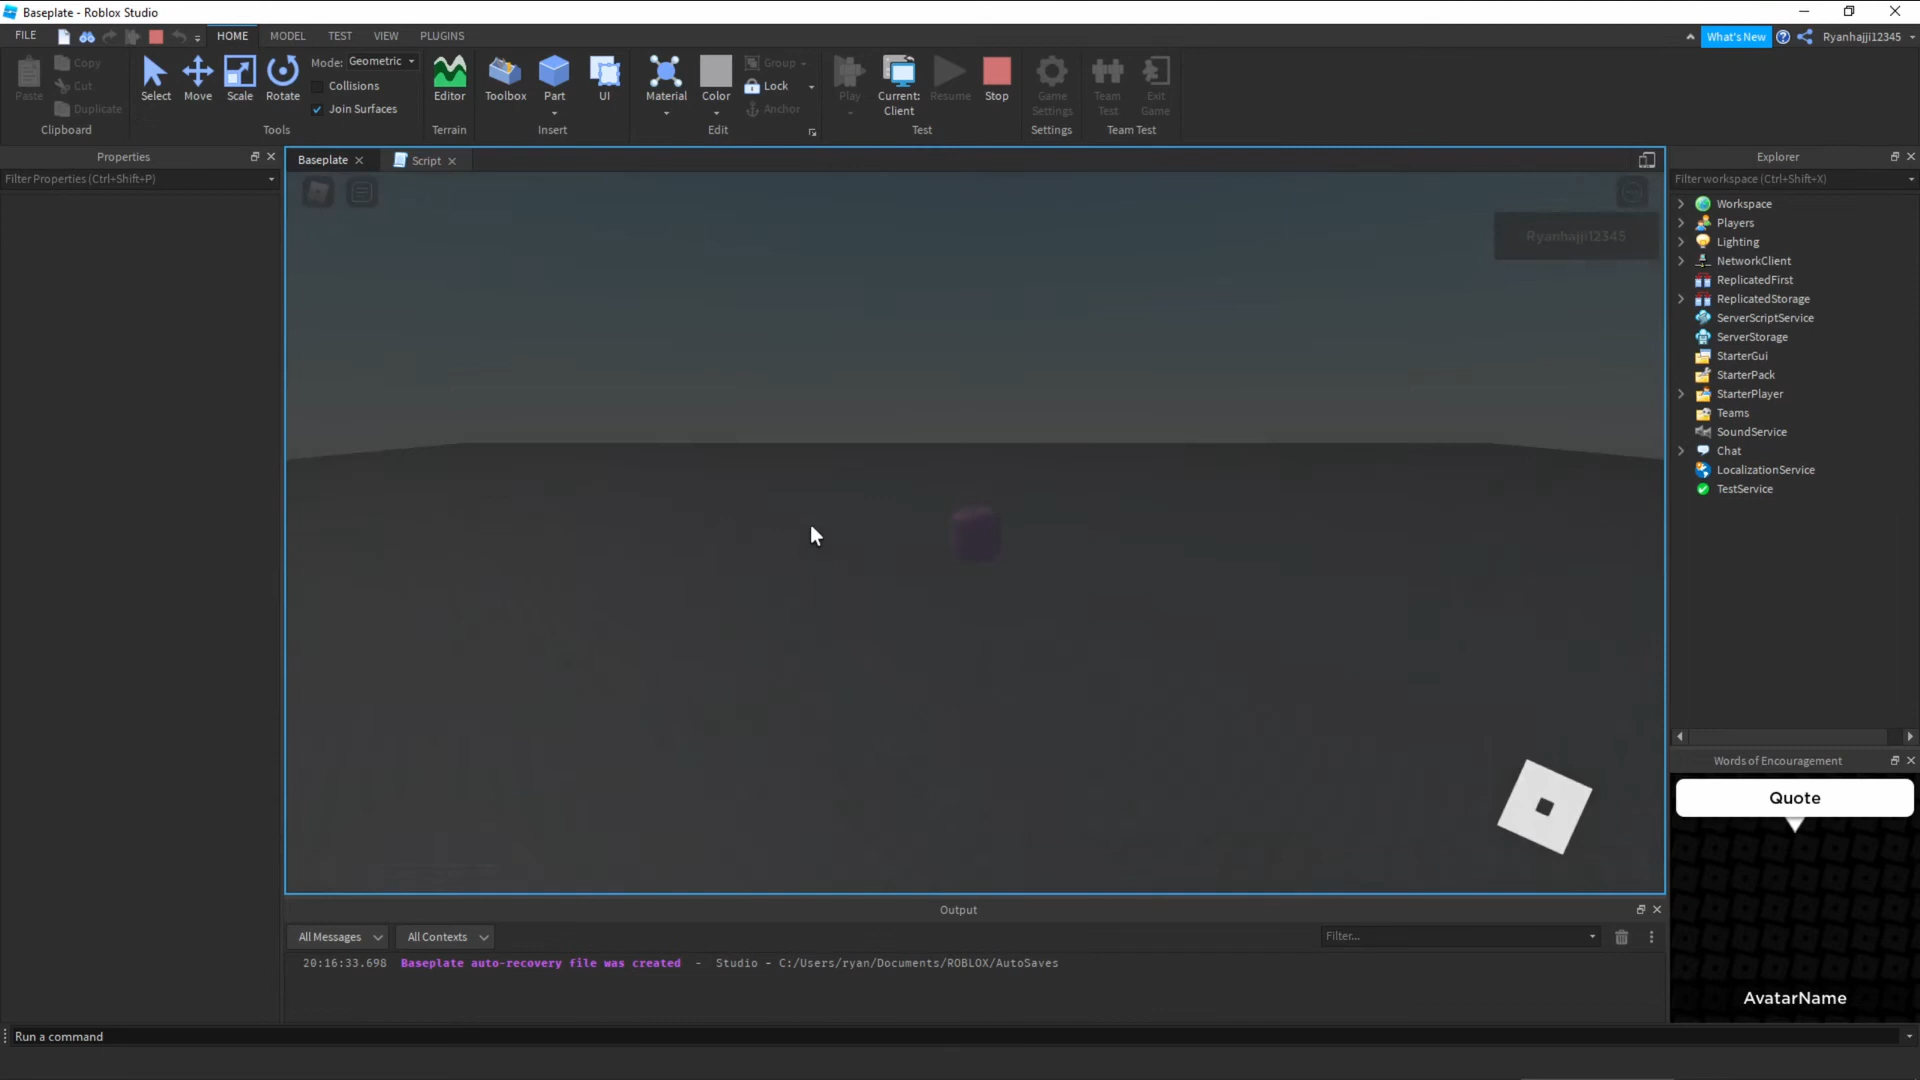 Baseplate - Roblox Studio
FILE HOME MODEL TEST VIEW PLUGINS What's New Ryanhajji12345
Paste Copy Cut Duplicate
Clipboard
Select Move Scale Rotate
Mode: Geometric
Collisions
Join Surfaces
Tools
Editor
Terrain
Toolbox Part UI
Insert
Material Color
Group
Lock
Anchor
Edit
Play Current: Client Resume Stop
Test
Game Settings
Settings
Team Test Exit Game
Team Test
Properties
Filter Properties (Ctrl+Shift+P)
Baseplate Script
Ryanhajji12345
Explorer
Filter workspace (Ctrl+Shift+X)
Workspace
Players
Lighting
NetworkClient
ReplicatedFirst
ReplicatedStorage
ServerScriptService
ServerStorage
StarterGui
StarterPack
StarterPlayer
Teams
SoundService
Chat
LocalizationService
TestService
Words of Encouragement
Quote
AvatarName
Output
All Messages All Contexts Filter...
20:16:33.698 Baseplate auto-recovery file was created - Studio - C:/Users/ryan/Documents/ROBLOX/AutoSaves
Run a command